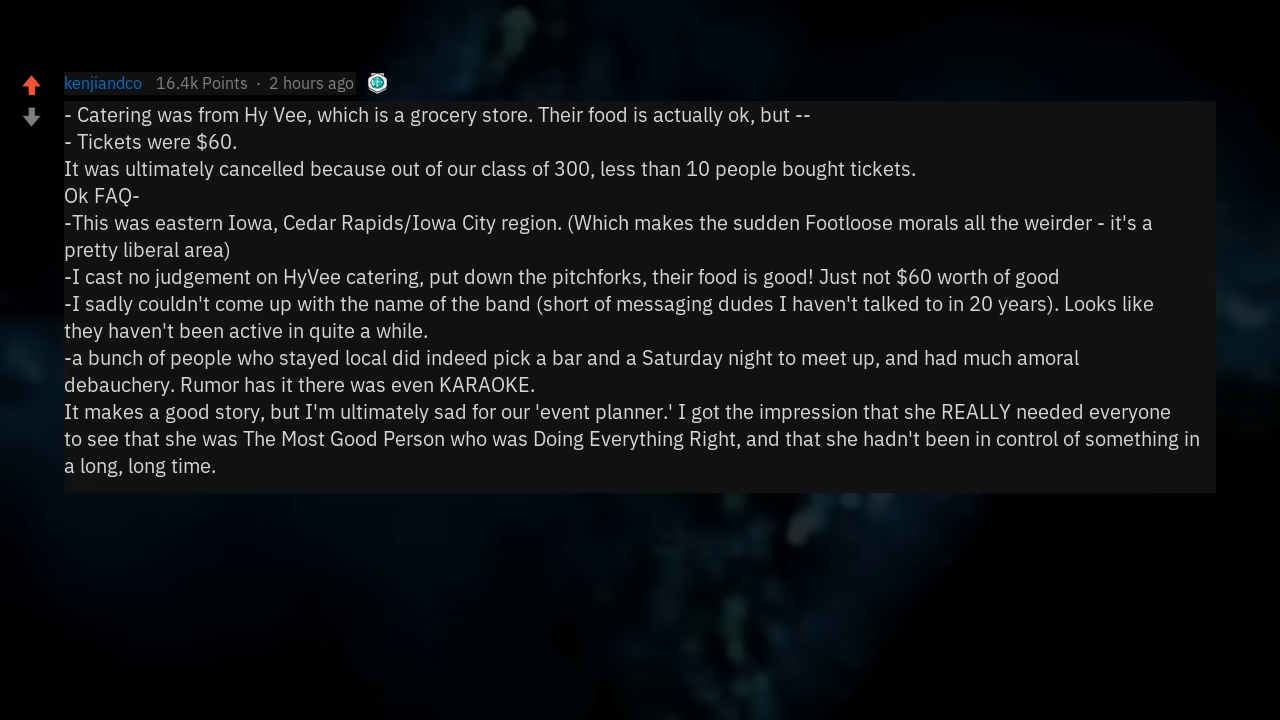 kenjiandco 16.4k Points · 2 hours ago
- Catering was from Hy Vee, which is a grocery store. Their food is actually ok, but --
- Tickets were $60.
It was ultimately cancelled because out of our class of 300, less than 10 people bought tickets.
Ok FAQ-
-This was eastern Iowa, Cedar Rapids/Iowa City region. (Which makes the sudden Footloose morals all the weirder - it's a
pretty liberal area)
-I cast no judgement on HyVee catering, put down the pitchforks, their food is good! Just not $60 worth of good
-I sadly couldn't come up with the name of the band (short of messaging dudes I haven't talked to in 20 years). Looks like
they haven't been active in quite a while.
-a bunch of people who stayed local did indeed pick a bar and a Saturday night to meet up, and had much amoral
debauchery. Rumor has it there was even KARAOKE.
It makes a good story, but I'm ultimately sad for our 'event planner.' I got the impression that she REALLY needed everyone
to see that she was The Most Good Person who was Doing Everything Right, and that she hadn't been in control of something in
a long, long time.